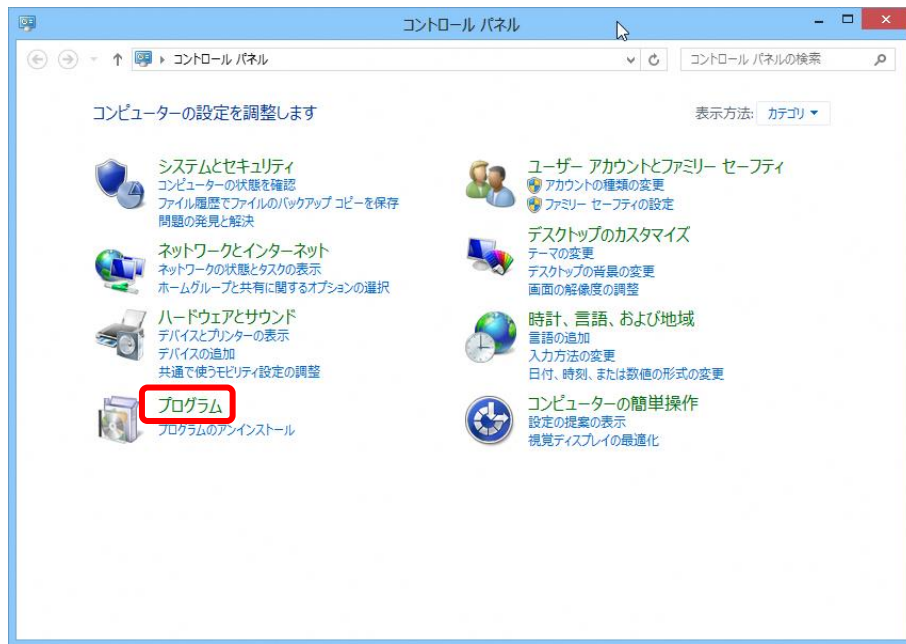 コントロール パネル
コントロール パネル
コントロール パネルの検索
コンピューターの設定を調整します
表示方法: カテゴリ
システムとセキュリティ
コンピューターの状態を確認
ファイル履歴でファイルのバックアップ コピーを保存
問題の発見と解決
ネットワークとインターネット
ネットワークの状態とタスクの表示
ホームグループと共有に関するオプションの選択
ハードウェアとサウンド
デバイスとプリンターの表示
デバイスの追加
共通で使うモビリティ設定の調整
プログラム
プログラムのアンインストール
ユーザー アカウントとファミリー セーフティ
アカウントの種類の変更
ファミリー セーフティの設定
デスクトップのカスタマイズ
テーマの変更
デスクトップの背景の変更
画面の解像度の調整
時計、言語、および地域
言語の追加
入力方法の変更
日付、時刻、または数値の形式の変更
コンピューターの簡単操作
設定の提案の表示
視覚ディスプレイの最適化